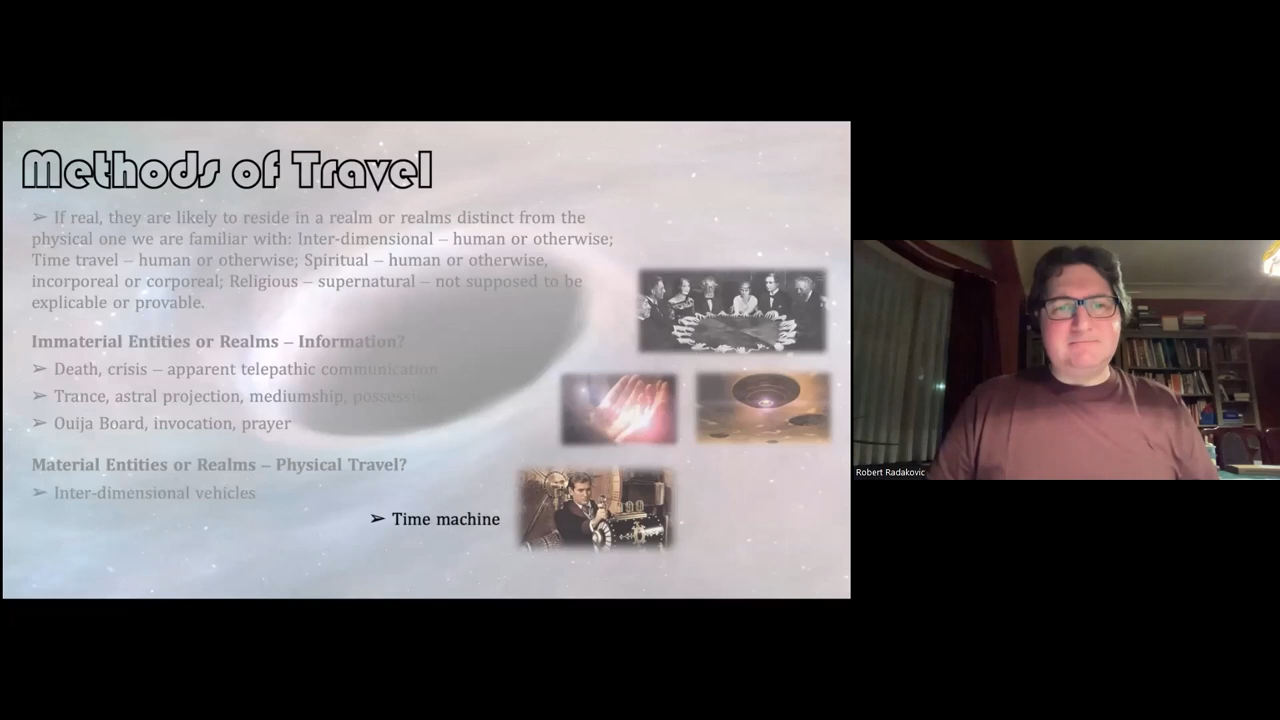 Methods of Travel
➢ If real, they are likely to reside in a realm or realms distinct from the
physical one we are familiar with: Inter-dimensional – human or otherwise;
Time travel – human or otherwise; Spiritual – human or otherwise,
incorporeal or corporeal; Religious – supernatural – not supposed to be
explicable or provable.
Immaterial Entities or Realms – Information?
➢ Death, crisis – apparent telepathic communication
➢ Trance, astral projection, mediumship,
➢ Ouija Board, invocation, prayer
Material Entities or Realms – Physical Travel?
➢ Inter-dimensional vehicles
➢ Time machine
Robert Radakovic